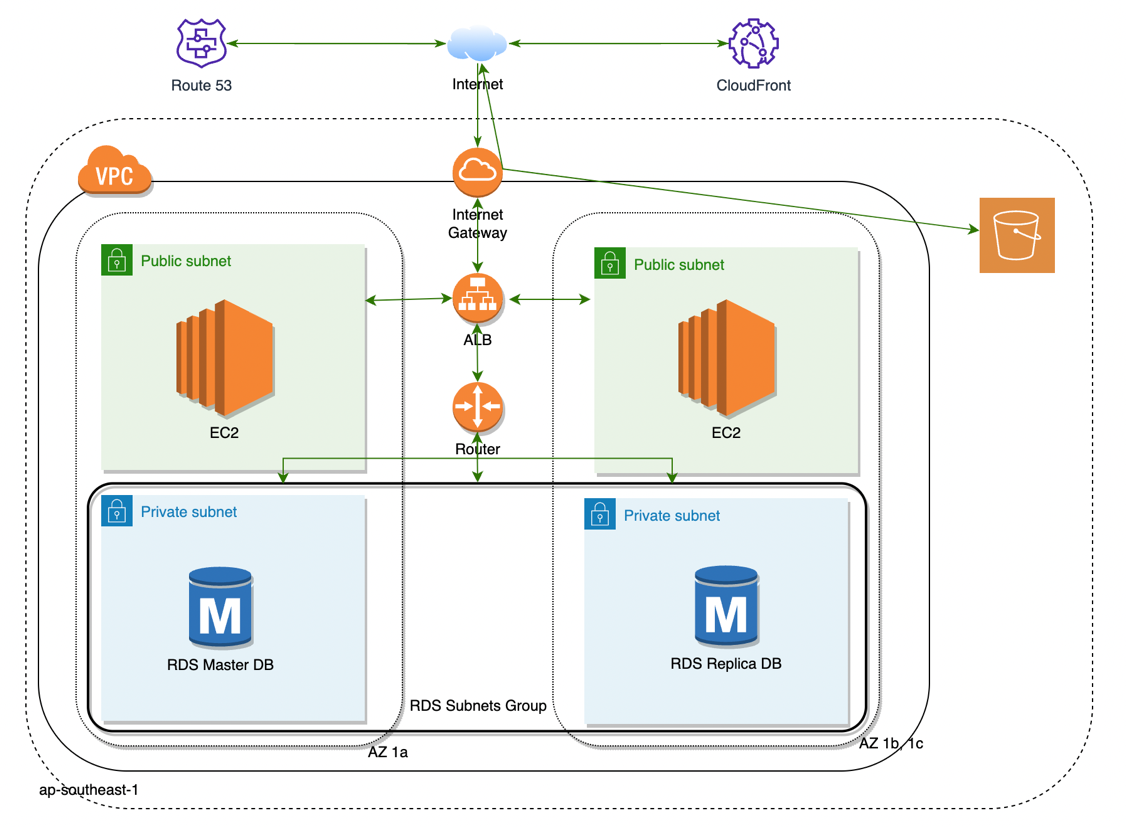 Route 53
Internet
CloudFront
VPC
Internet
Gateway
Public subnet
Public subnet
ALB
EC2
EC2
Router
Private subnet
Private subnet
M
M
RDS Master DB
RDS Replica DB
RDS Subnets Group
AZ 1a
AZ 1b, 1c
ap-southeast-1